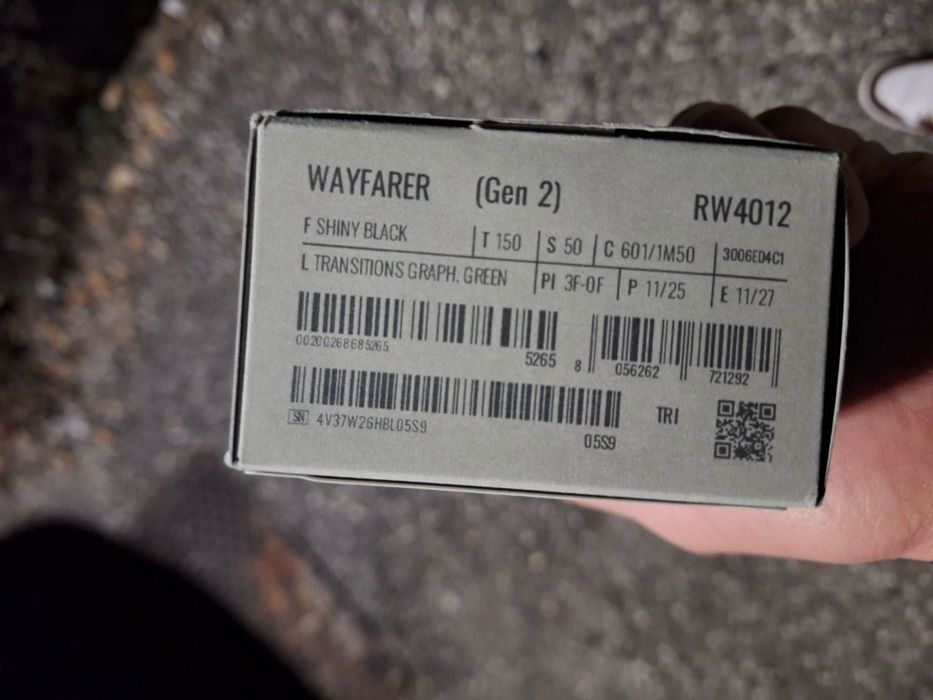 WAYFARER (Gen 2) RW4012
F SHINY BLACK T 150 S 50 C 601/1M50 3006ED4C1
L TRANSITIONS GRAPH. GREEN PI 3F-0F P 11/25 E 11/27
00200268685265 5265 8 056262 721292
SN 4V37W26HBL05S9 05S9 TRI